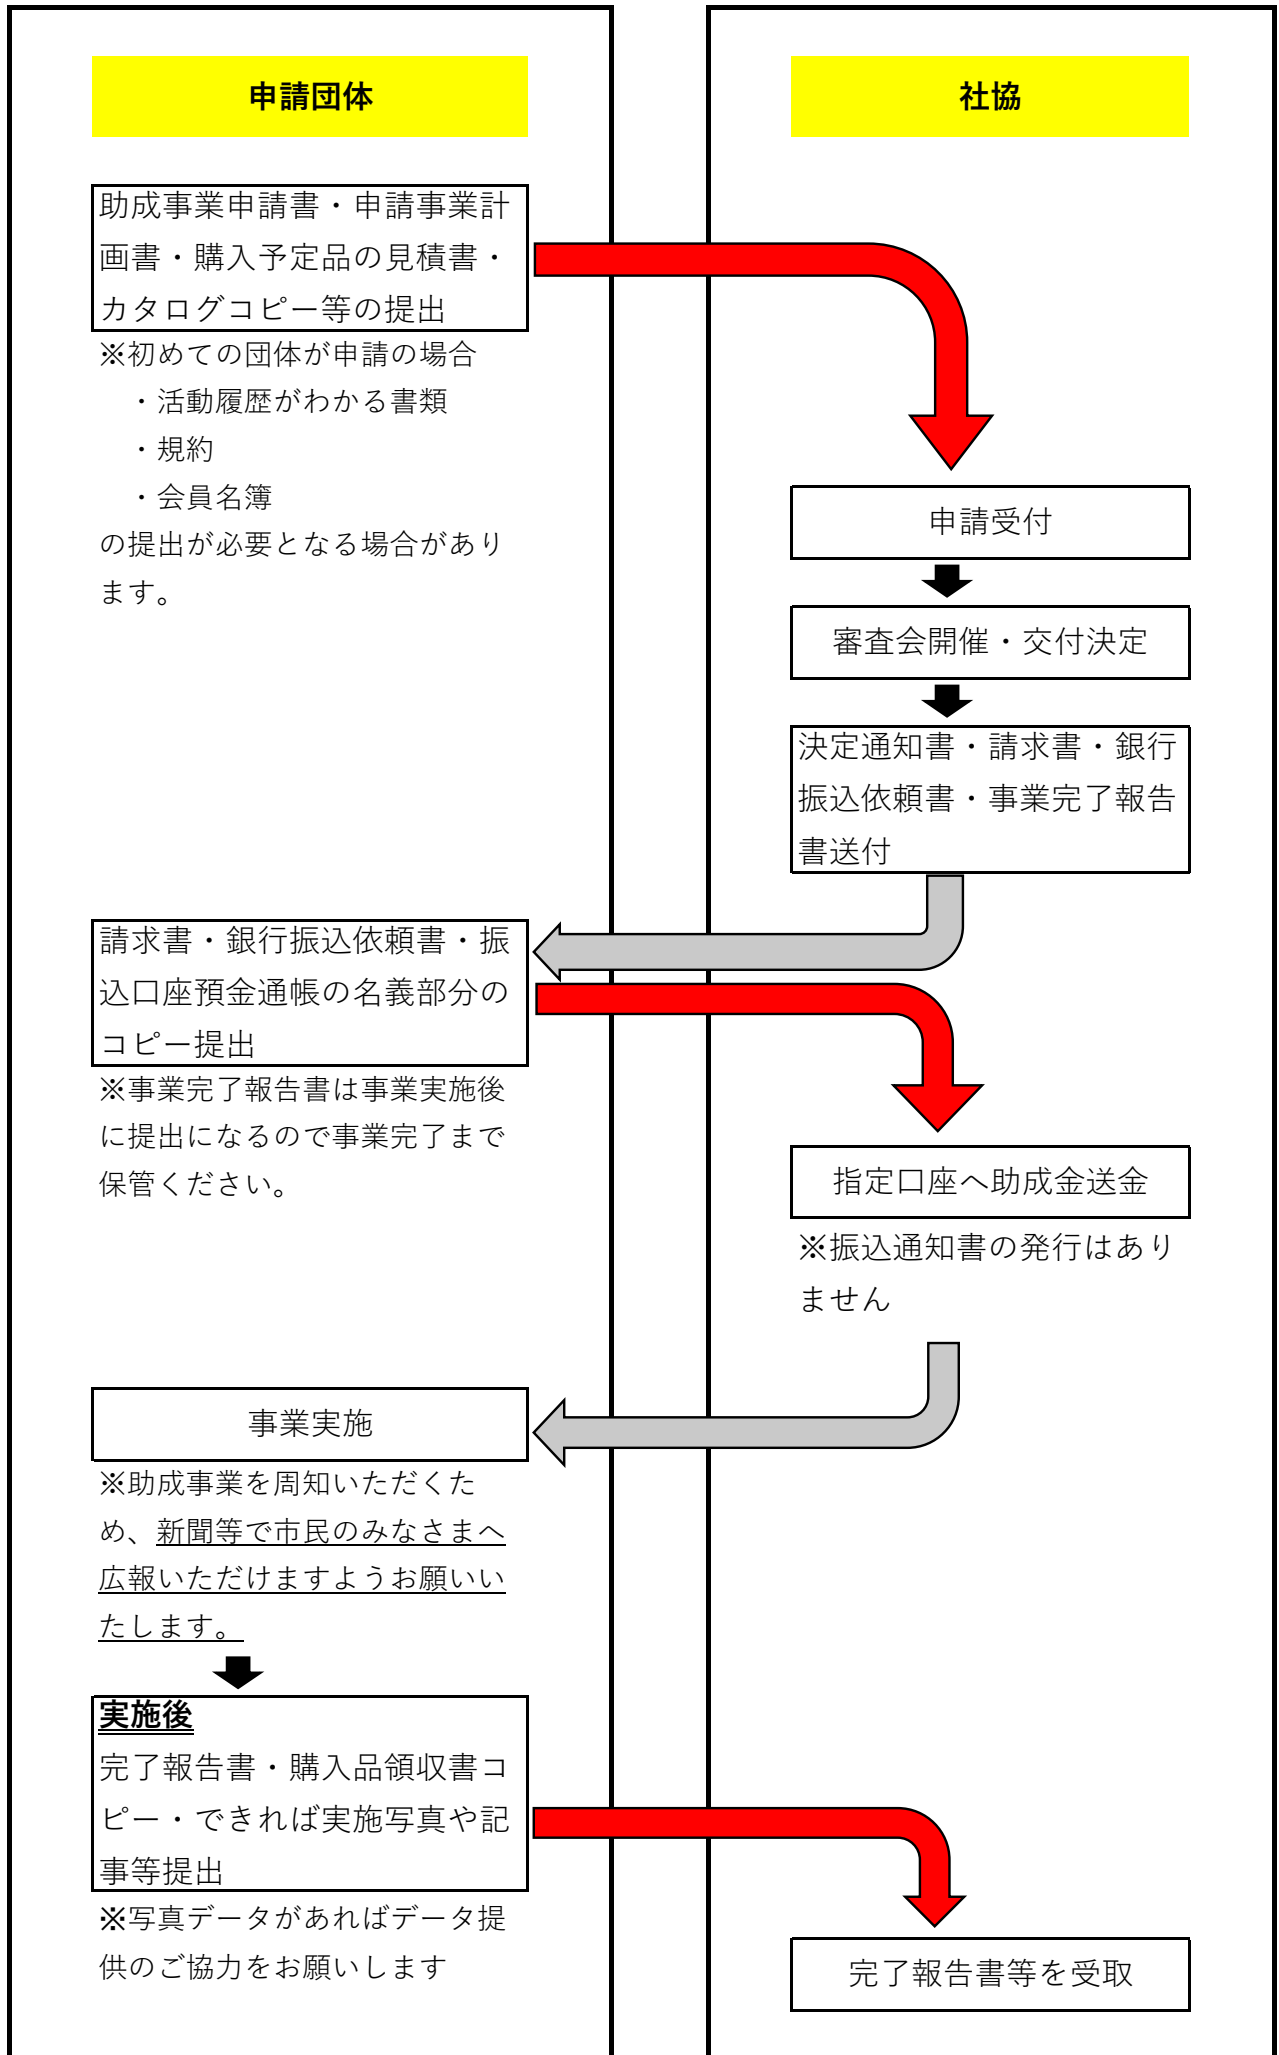 申請団体
社協
助成事業申請書・申請事業計
画書・購入予定品の見積書・
カタログコピー等の提出
※初めての団体が申請の場合
・活動履歴がわかる書類
・規約
・会員名簿
の提出が必要となる場合があり
ます。
申請受付
審査会開催・交付決定
決定通知書・請求書・銀行
振込依頼書・事業完了報告
書送付
請求書・銀行振込依頼書・振
込口座預金通帳の名義部分の
コピー提出
※事業完了報告書は事業実施後
に提出になるので事業完了まで
保管ください。
指定口座へ助成金送金
※振込通知書の発行はあり
ません
事業実施
※助成事業を周知いただくた
め、新聞等で市民のみなさまへ
広報いただけますようお願いい
たします。
実施後
完了報告書・購入品領収書コ
ピー・できれば実施写真や記
事等提出
※写真データがあればデータ提
供のご協力をお願いします
完了報告書等を受取